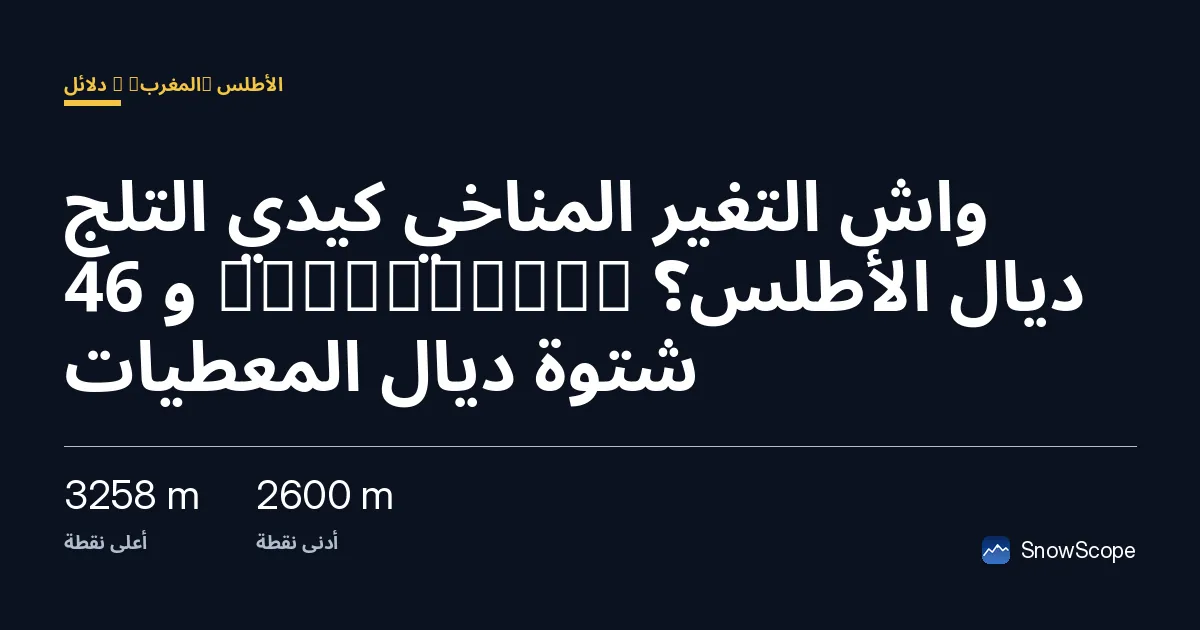 الأطلس المغرب دلائل
واش التغير المناخي كيدي التلج
ديال الأطلس؟ و 46
شتوة ديال المعطيات
3258 m
أعلى نقطة
2600 m
أدنى نقطة
SnowScope